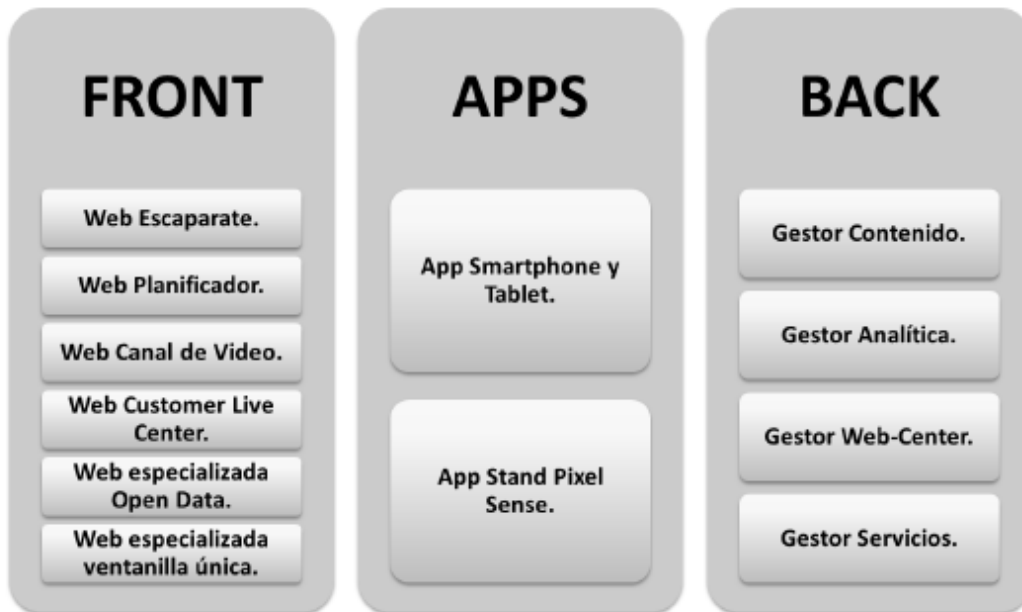 FRONT
Web Escaparate.
Web Planificador.
Web Canal de Video.
Web Customer Live
Center.
Web especializada
Open Data.
Web especializada
ventanilla única.
APPS
App Smartphone y
Tablet.
App Stand Pixel
Sense.
BACK
Gestor Contenido.
Gestor Analítica.
Gestor Web-Center.
Gestor Servicios.